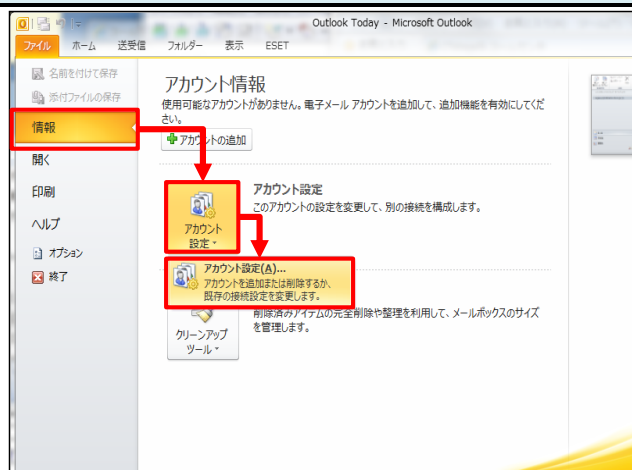 Outlook Today - Microsoft Outlook
ファイル ホーム 送受信 フォルダー 表示 ESET
名前を付けて保存
添付ファイルの保存
情報
開く
印刷
ヘルプ
オプション
終了
アカウント情報
使用可能なアカウントがありません。電子メール アカウントを追加して、追加機能を有効にしてくだ
さい。
アカウントの追加
アカウント
設定
アカウント設定
このアカウントの設定を変更して、別の接続を構成します。
アカウント設定(A)...
アカウントを追加または削除するか、
既存の接続設定を変更します。
クリーンアップ
ツール
削除済みアイテムの完全削除や整理を利用して、メールボックスのサイズ
を管理します。